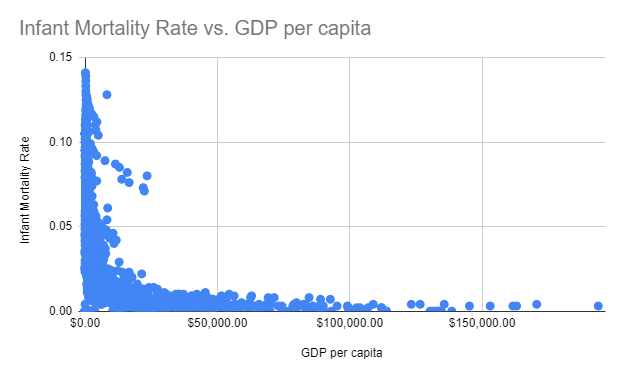 Infant Mortality Rate vs. GDP per capita
0.15
0.10
0.05
0.00
Infant Mortality Rate
$0.00 $50,000.00 $100,000.00 $150,000.00
GDP per capita